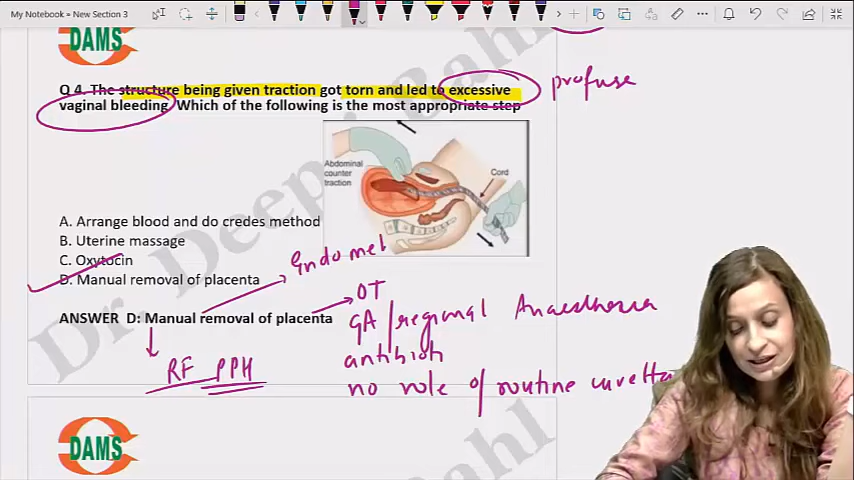 My Notebook » New Section 3
DAMS
Q 4. The structure being given traction got torn and led to excessive
vaginal bleeding. Which of the following is the most appropriate step
profuse
Abdominal
counter
traction
Cord
A. Arrange blood and do credes method
B. Uterine massage
C. Oxytocin
D. Manual removal of placenta
Endomet
ANSWER D: Manual removal of placenta
OT
GA/regional Anaesthesia
antibiot
RF PPH
no role of routine curetta
DAMS